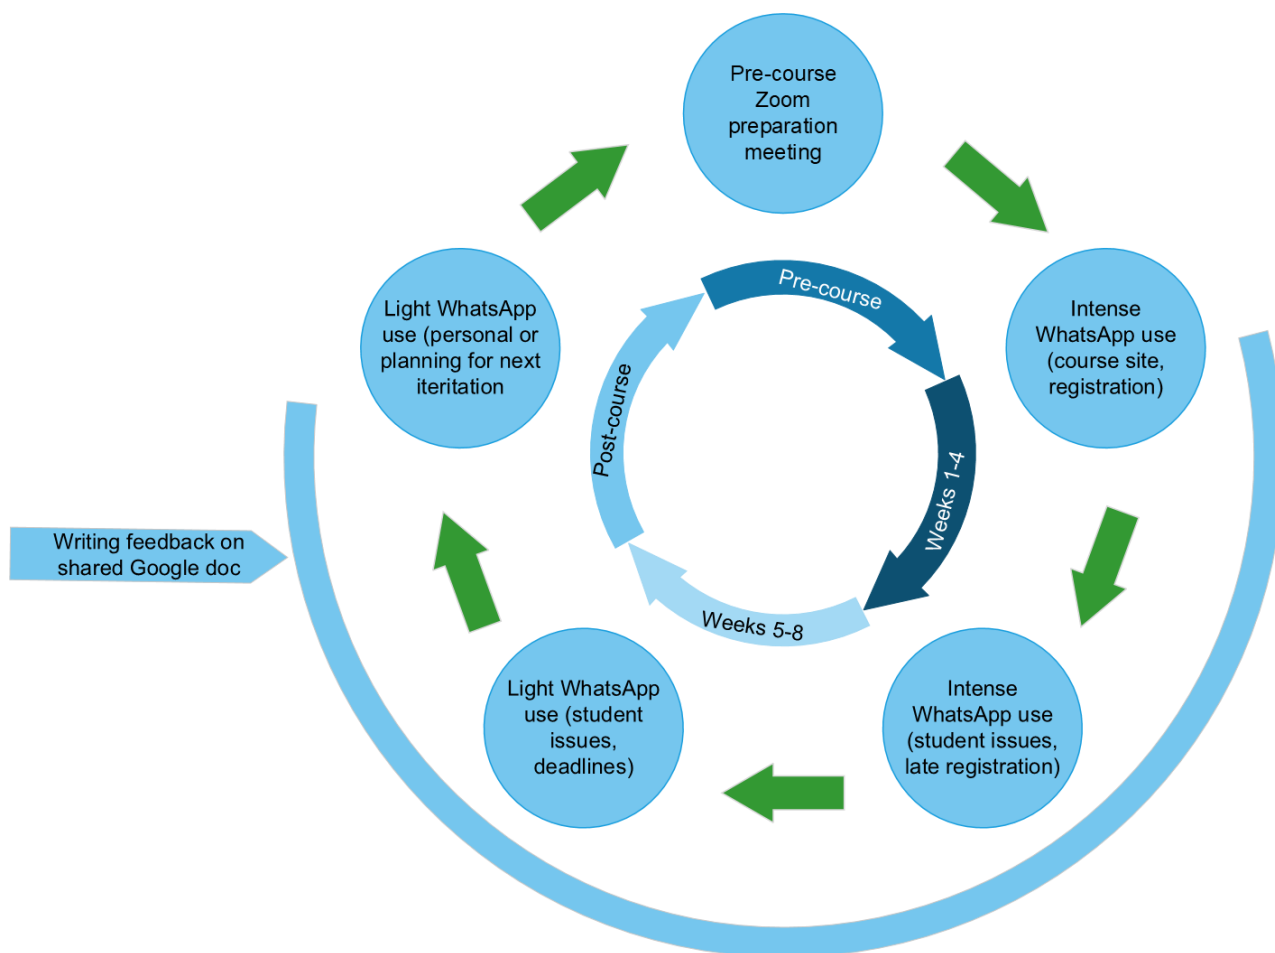 Pre-course
Zoom
preparation
meeting
Intense
WhatsApp use
(course site,
registration)
Intense
WhatsApp use
(student issues,
late registration)
Light WhatsApp
use (student
issues,
deadlines)
Light WhatsApp
use (personal or
planning for next
iteritation
Pre-course
Weeks 1-4
Weeks 5-8
Post-course
Writing feedback on
shared Google doc